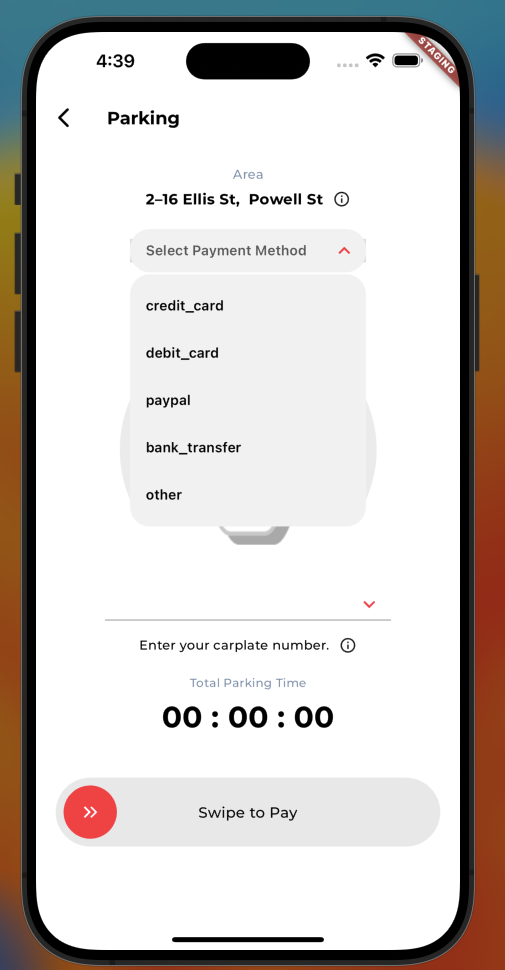 4:39
STAGING
Parking
Area
2–16 Ellis St, Powell St
Select Payment Method
credit_card
debit_card
paypal
bank_transfer
other
Enter your carplate number.
Total Parking Time
00 : 00 : 00
Swipe to Pay